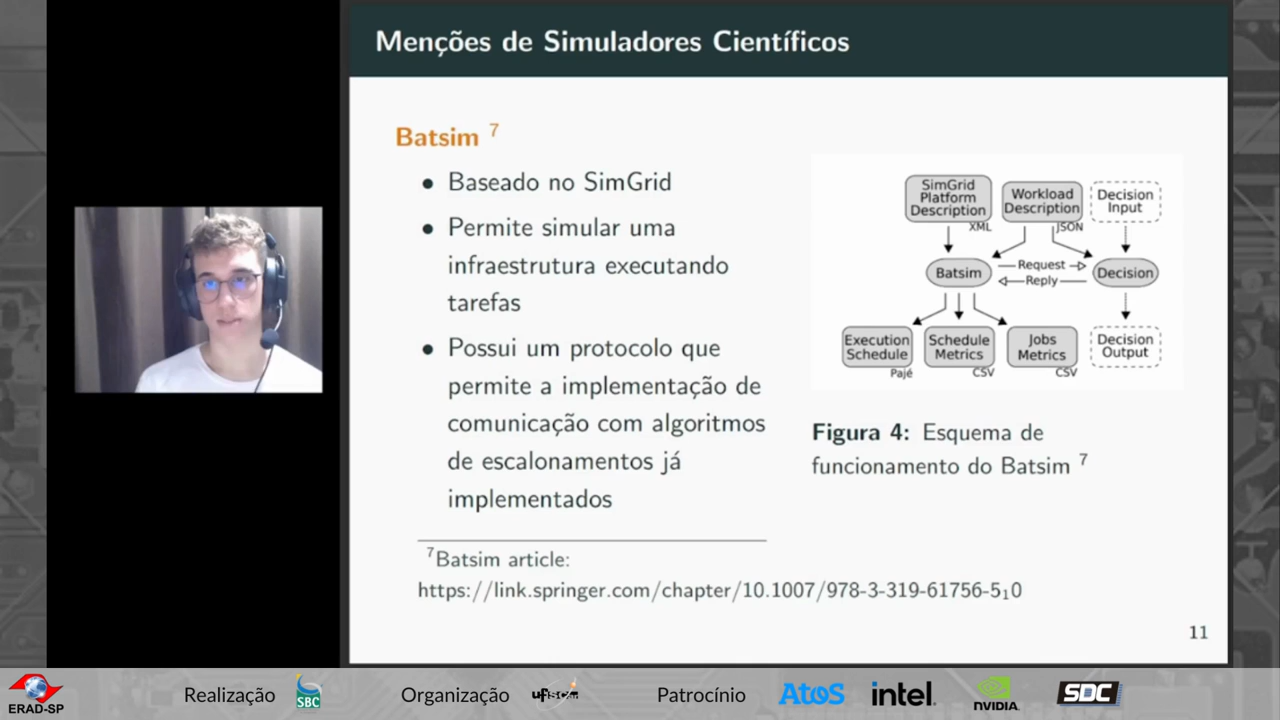 Menções de Simuladores Científicos
Batsim 7
• Baseado no SimGrid
• Permite simular uma
infraestrutura executando
tarefas
• Possui um protocolo que
permite a implementação de
comunicação com algoritmos
de escalonamentos já
implementados
SimGrid
Platform
Description
XML
Workload
Description
JSON
Decision
Input
Batsim
Request
Reply
Decision
Execution
Schedule
Pajé
Schedule
Metrics
CSV
Jobs
Metrics
CSV
Decision
Output
Figura 4: Esquema de
funcionamento do Batsim 7
7Batsim article:
https://link.springer.com/chapter/10.1007/978-3-319-61756-5₁0
11
ERAD-SP
Realização
SBC
Organização
ufscar
Patrocínio
Atos
intel.
NVIDIA.
SDC